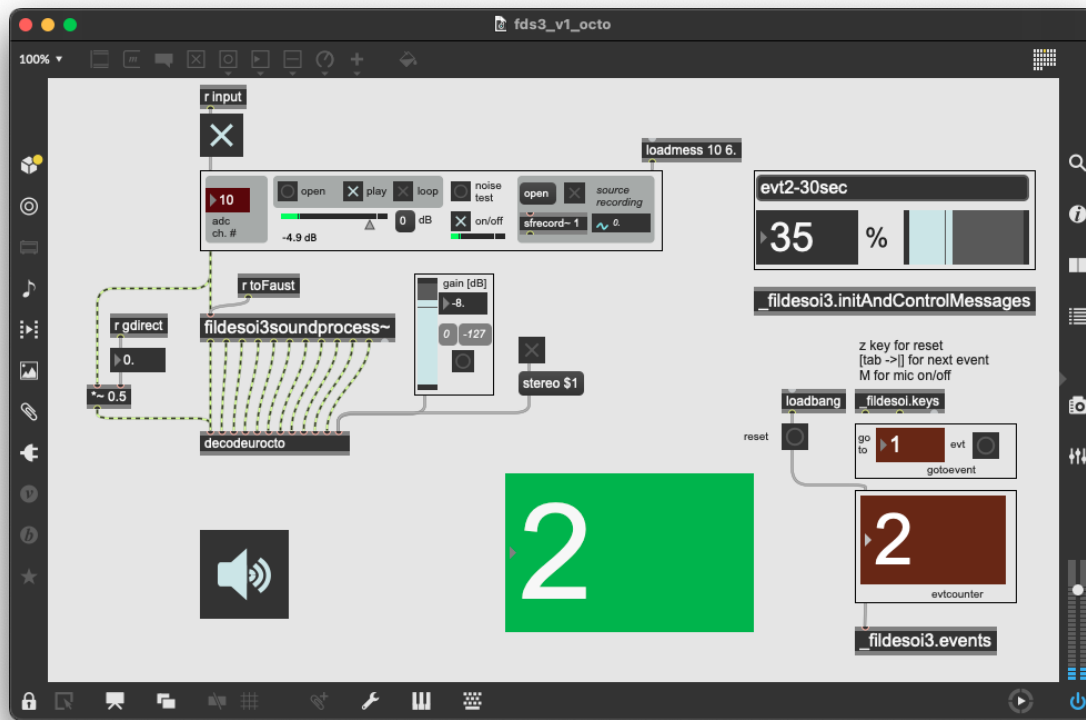 fds3_v1_octo
100%
r input
loadmess 10 6.
10
adc
ch. #
open
play
loop
-4.9 dB
0
dB
noise
test
on/off
open
source
recording
sfrecord~ 1
0.
evt2-30sec
35
%
_fildesoi3.initAndControlMessages
r toFaust
gain [dB]
-8.
0
-127
r gdirect
0.
fildesoi3soundprocess~
*~ 0.5
stereo $1
decodeurocto
z key for reset
[tab ->|] for next event
M for mic on/off
loadbang
_fildesoi.keys
reset
go
to
1
evt
gotoevent
2
2
evtcounter
_fildesoi3.events